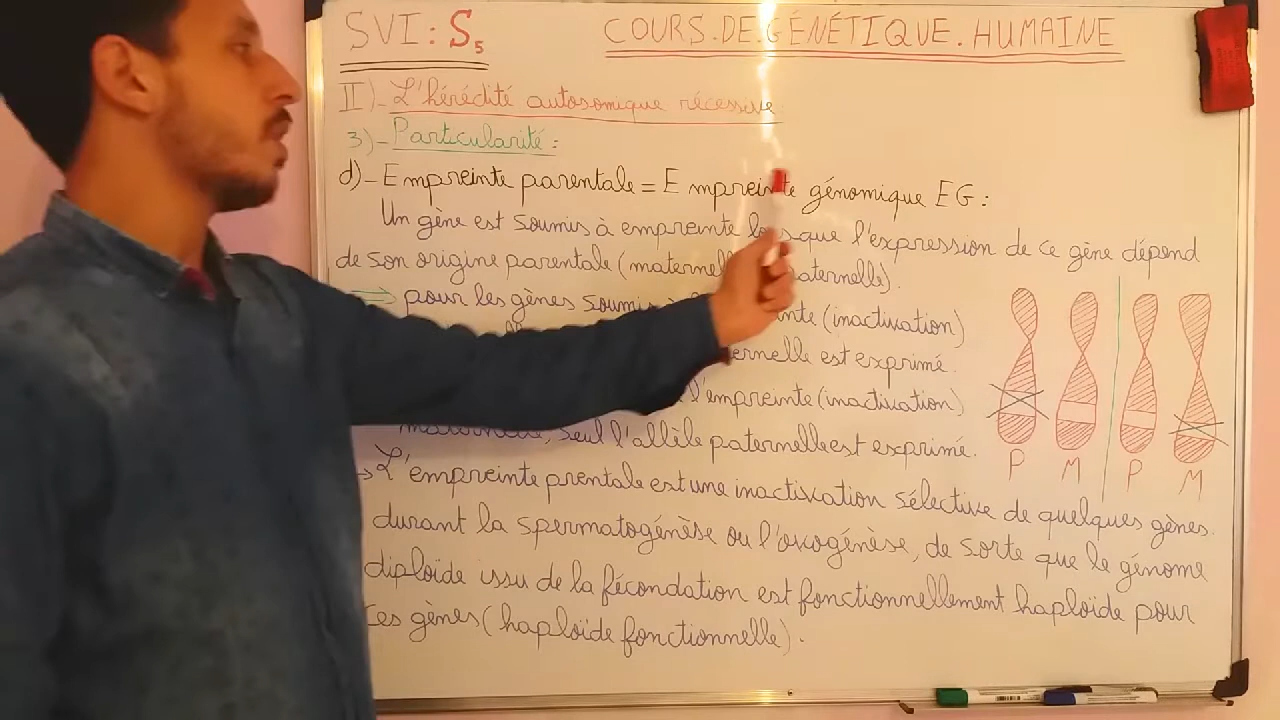 SVI: S5
COURS.DE.GÉNÉTIQUE.HUMAINE
II)- L'hérédité autosomique récessive:
3)- Particularité:
d)- Empreinte parentale = Empreinte génomique EG:
Un gène est soumis à empreinte lorsque l'expression de ce gène dépend
de son origine parentale (maternelle paternelle).
⇒ pour les gènes soumis à (inactivation)
est exprimé.
l'empreinte (inactivation)
maternelle, seul l'allèle paternelle est exprimé.
→ L'empreinte prentale est une inactivation sélective de quelques gènes.
durant la spermatogénèse ou l'ovogénèse, de sorte que le génome
diploïde issu de la fécondation est fonctionnellement haploïde pour
ces gènes (haploïde fonctionnelle).
P M P M